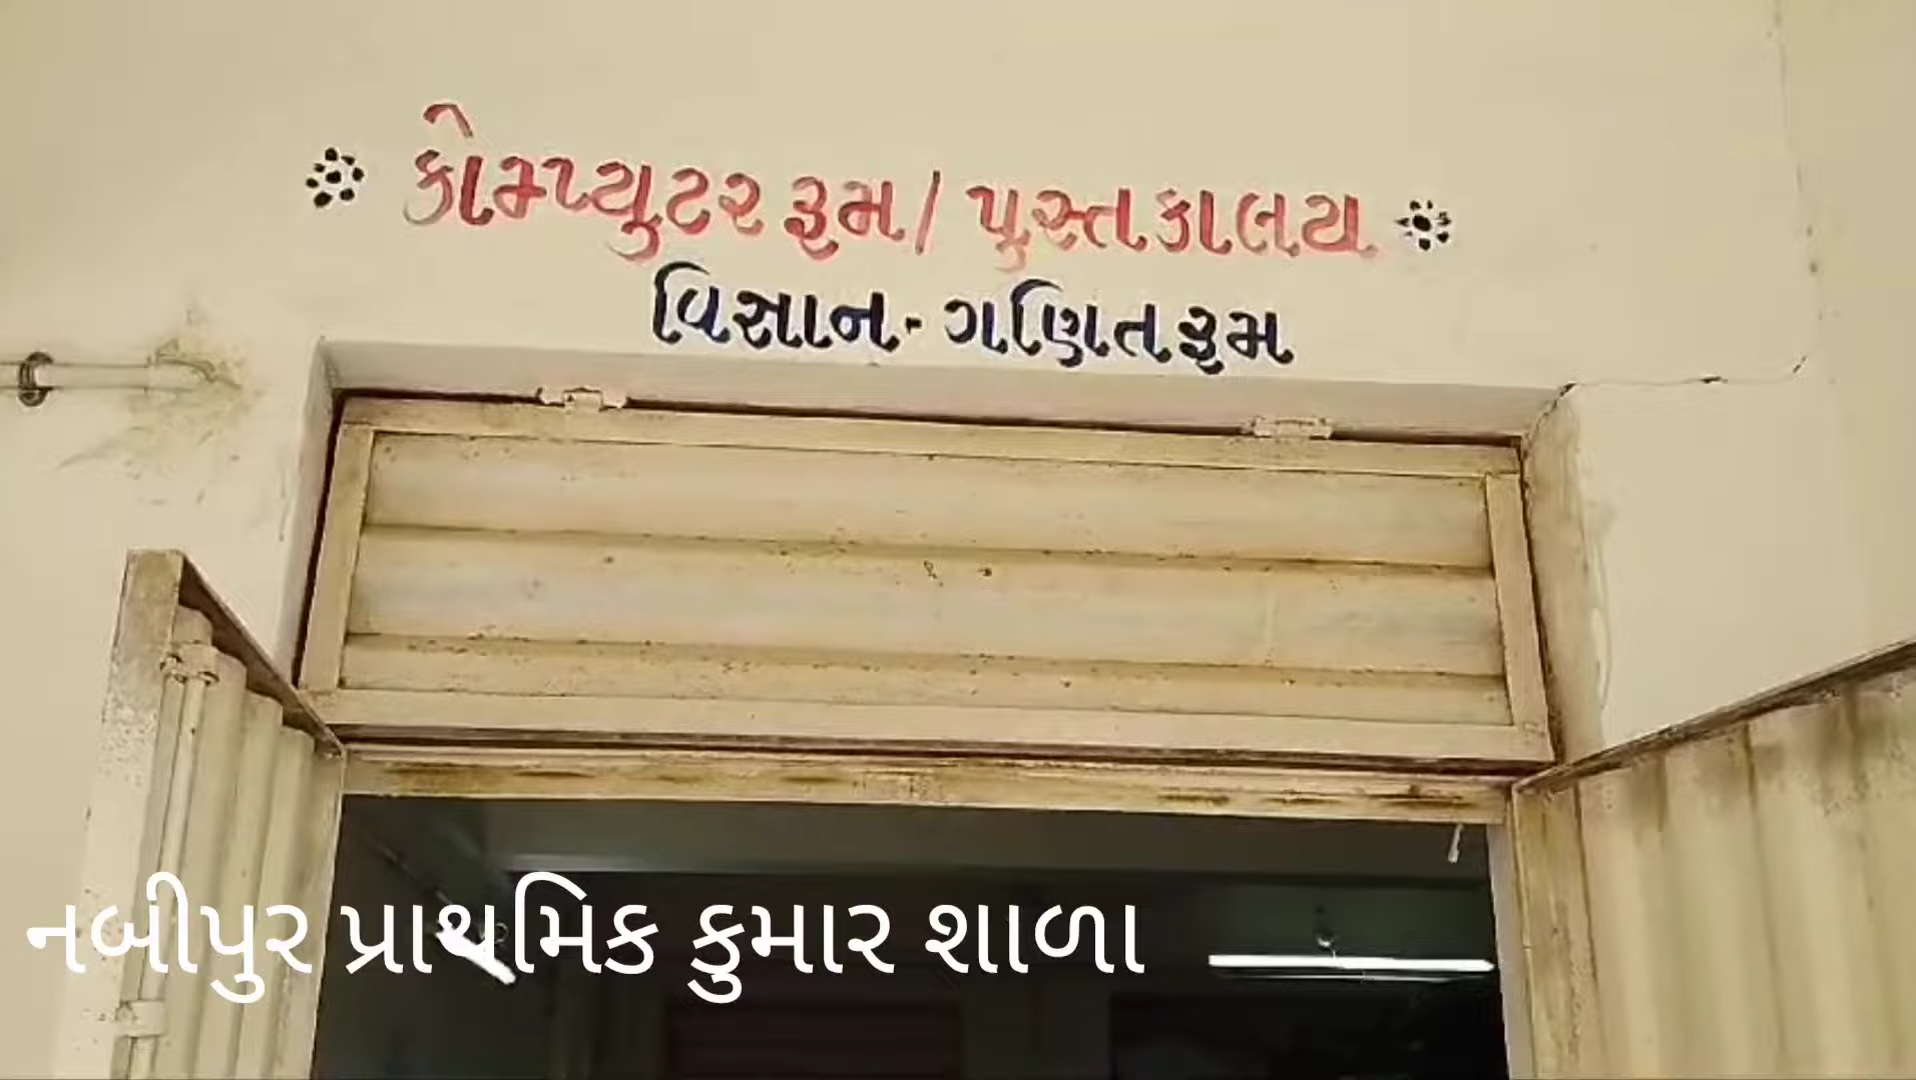 કોમ્પ્યુટર રૂમ / પુસ્તકાલય
વિજ્ઞાન - ગણિત રૂમ
નબીપુર પ્રાથમિક કુમાર શાળા